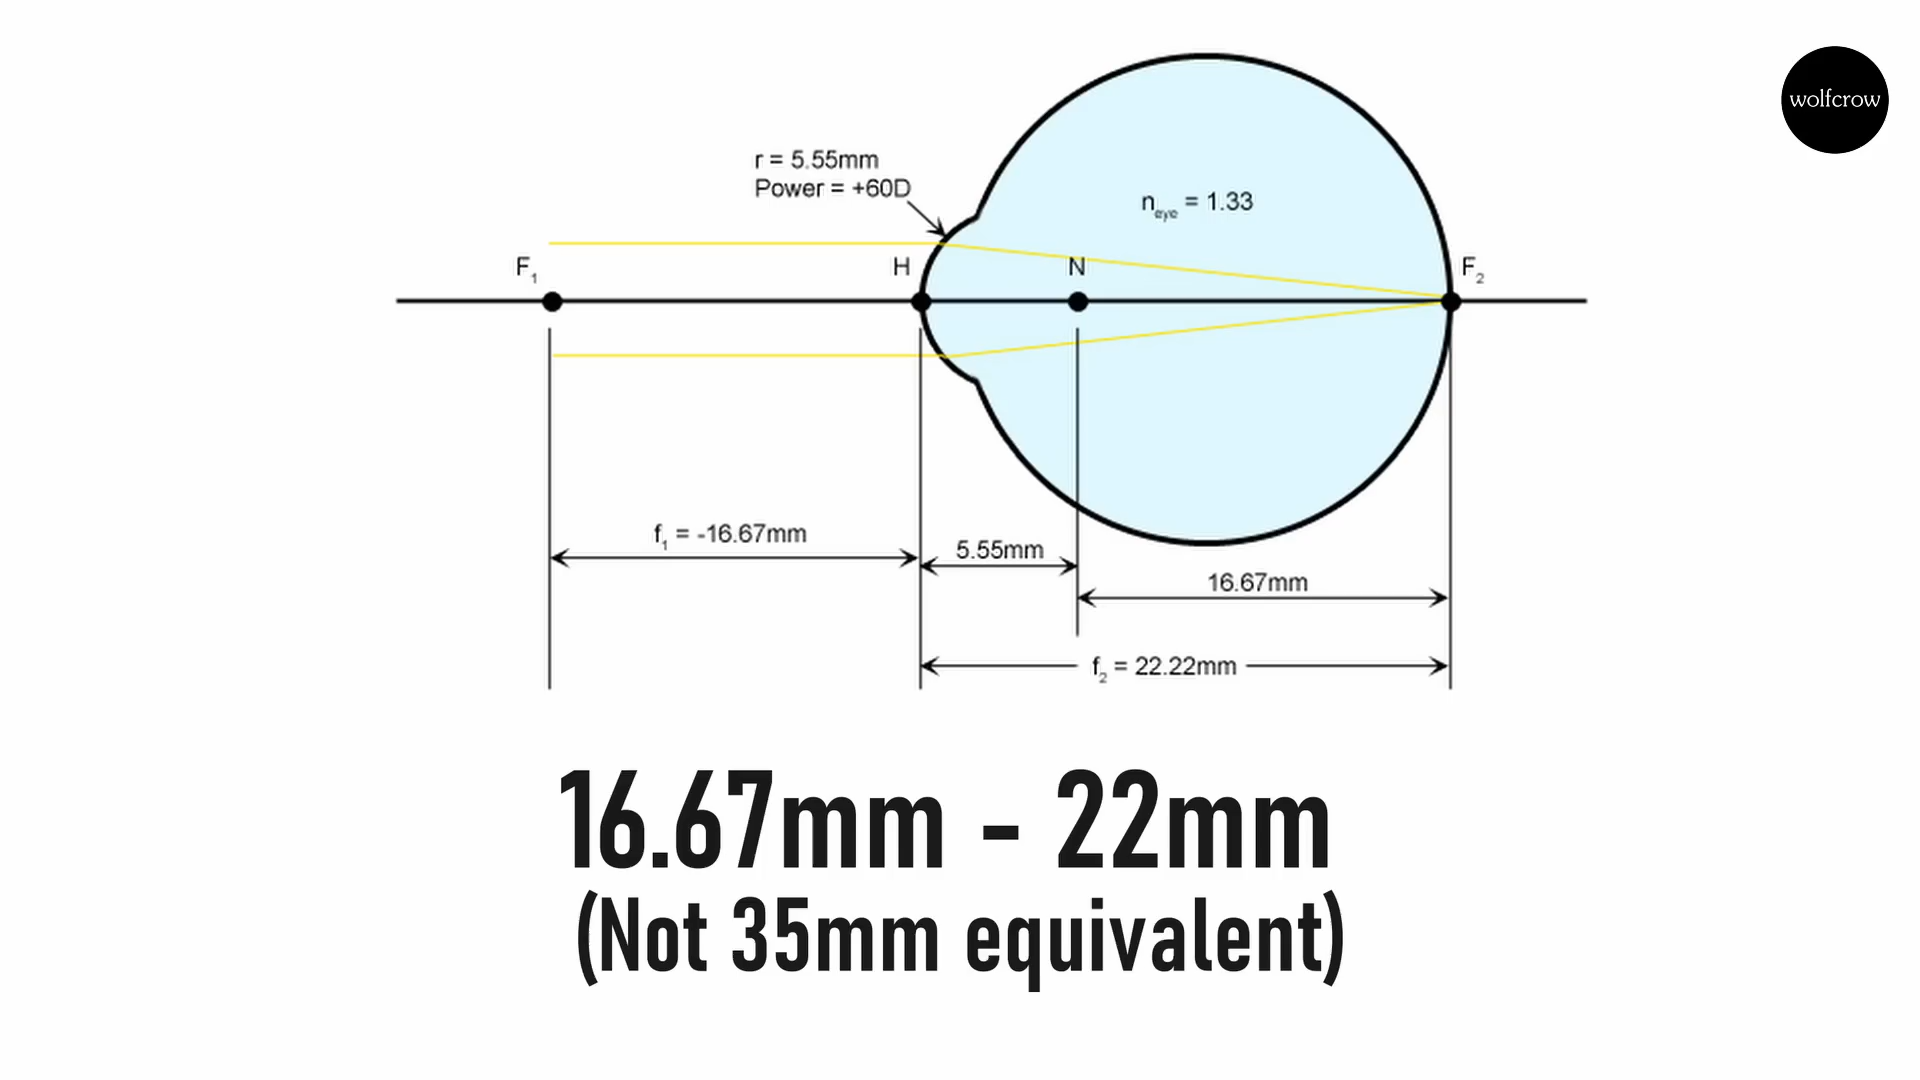 wolfcrow
r = 5.55mm
Power = +60D
neye = 1.33
F1
H
N
F2
f1 = -16.67mm
5.55mm
16.67mm
f2 = 22.22mm
16.67mm - 22mm
(Not 35mm equivalent)